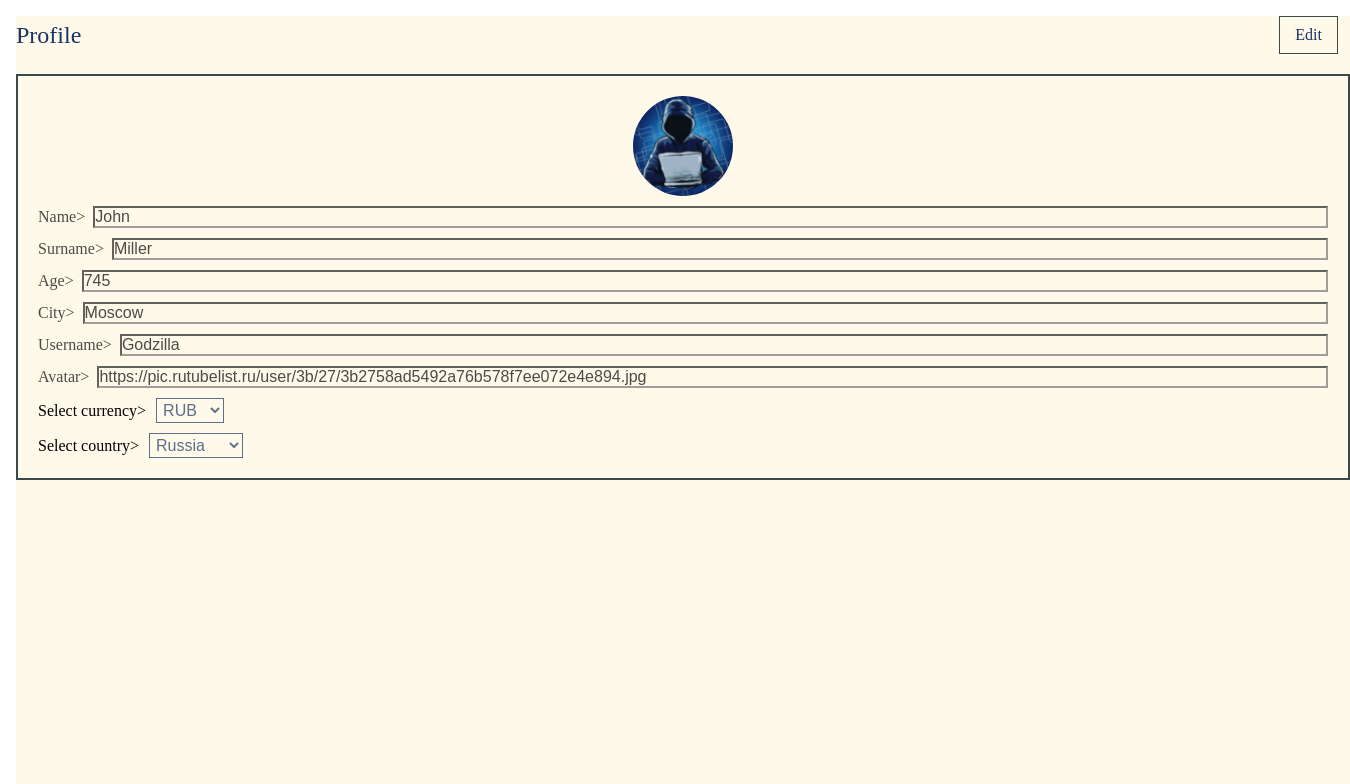 Profile
Edit
Name> John
Surname> Miller
Age> 745
City> Moscow
Username> Godzilla
Avatar> https://pic.rutubelist.ru/user/3b/27/3b2758ad5492a76b578f7ee072e4e894.jpg
Select currency> RUB
Select country> Russia